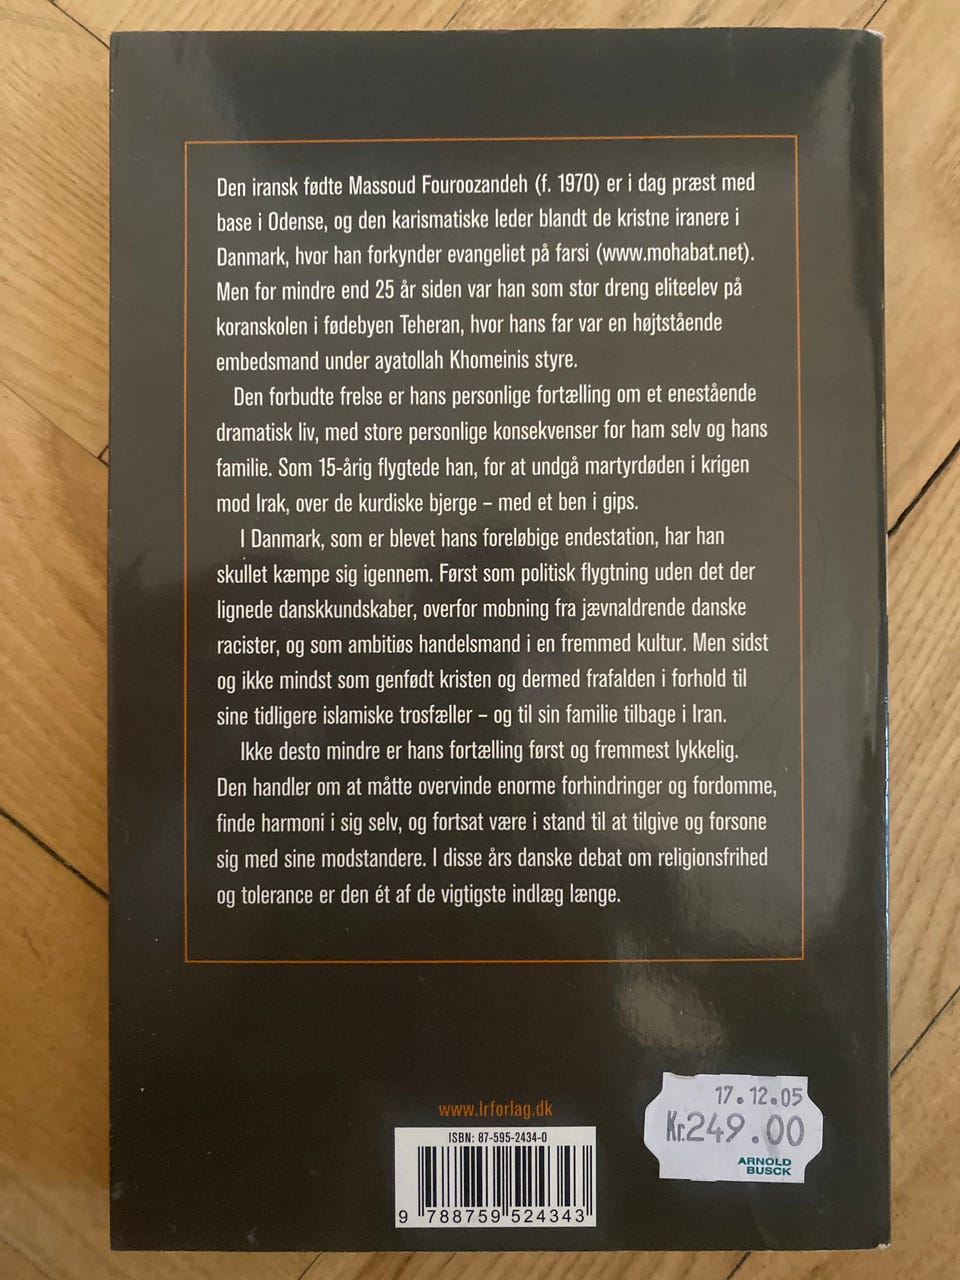 Den iransk fødte Massoud Fouroozandeh (f. 1970) er i dag præst med
base i Odense, og den karismatiske leder blandt de kristne iranere i
Danmark, hvor han forkynder evangeliet på farsi (www.mohabat.net).
Men for mindre end 25 år siden var han som stor dreng eliteelev på
koranskolen i fødebyen Teheran, hvor hans far var en højtstående
embedsmand under ayatollah Khomeinis styre.
Den forbudte frelse er hans personlige fortælling om et enestående
dramatisk liv, med store personlige konsekvenser for ham selv og hans
familie. Som 15-årig flygtede han, for at undgå martyrdøden i krigen
mod Irak, over de kurdiske bjerge – med et ben i gips.
I Danmark, som er blevet hans foreløbige endestation, har han
skullet kæmpe sig igennem. Først som politisk flygtning uden det der
lignede danskkundskaber, overfor mobning fra jævnaldrende danske
racister, og som ambitiøs handelsmand i en fremmed kultur. Men sidst
og ikke mindst som genfødt kristen og dermed frafalden i forhold til
sine tidligere islamiske trosfæller – og til sin familie tilbage i Iran.
Ikke desto mindre er hans fortælling først og fremmest lykkelig.
Den handler om at måtte overvinde enorme forhindringer og fordomme,
finde harmoni i sig selv, og fortsat være i stand til at tilgive og forsone
sig med sine modstandere. I disse års danske debat om religionsfrihed
og tolerance er den ét af de vigtigste indlæg længe.
www.lrforlag.dk
ISBN: 87-595-2434-0
9 788759 524343
17.12.05
Kr.249.00
ARNOLD
BUSCK